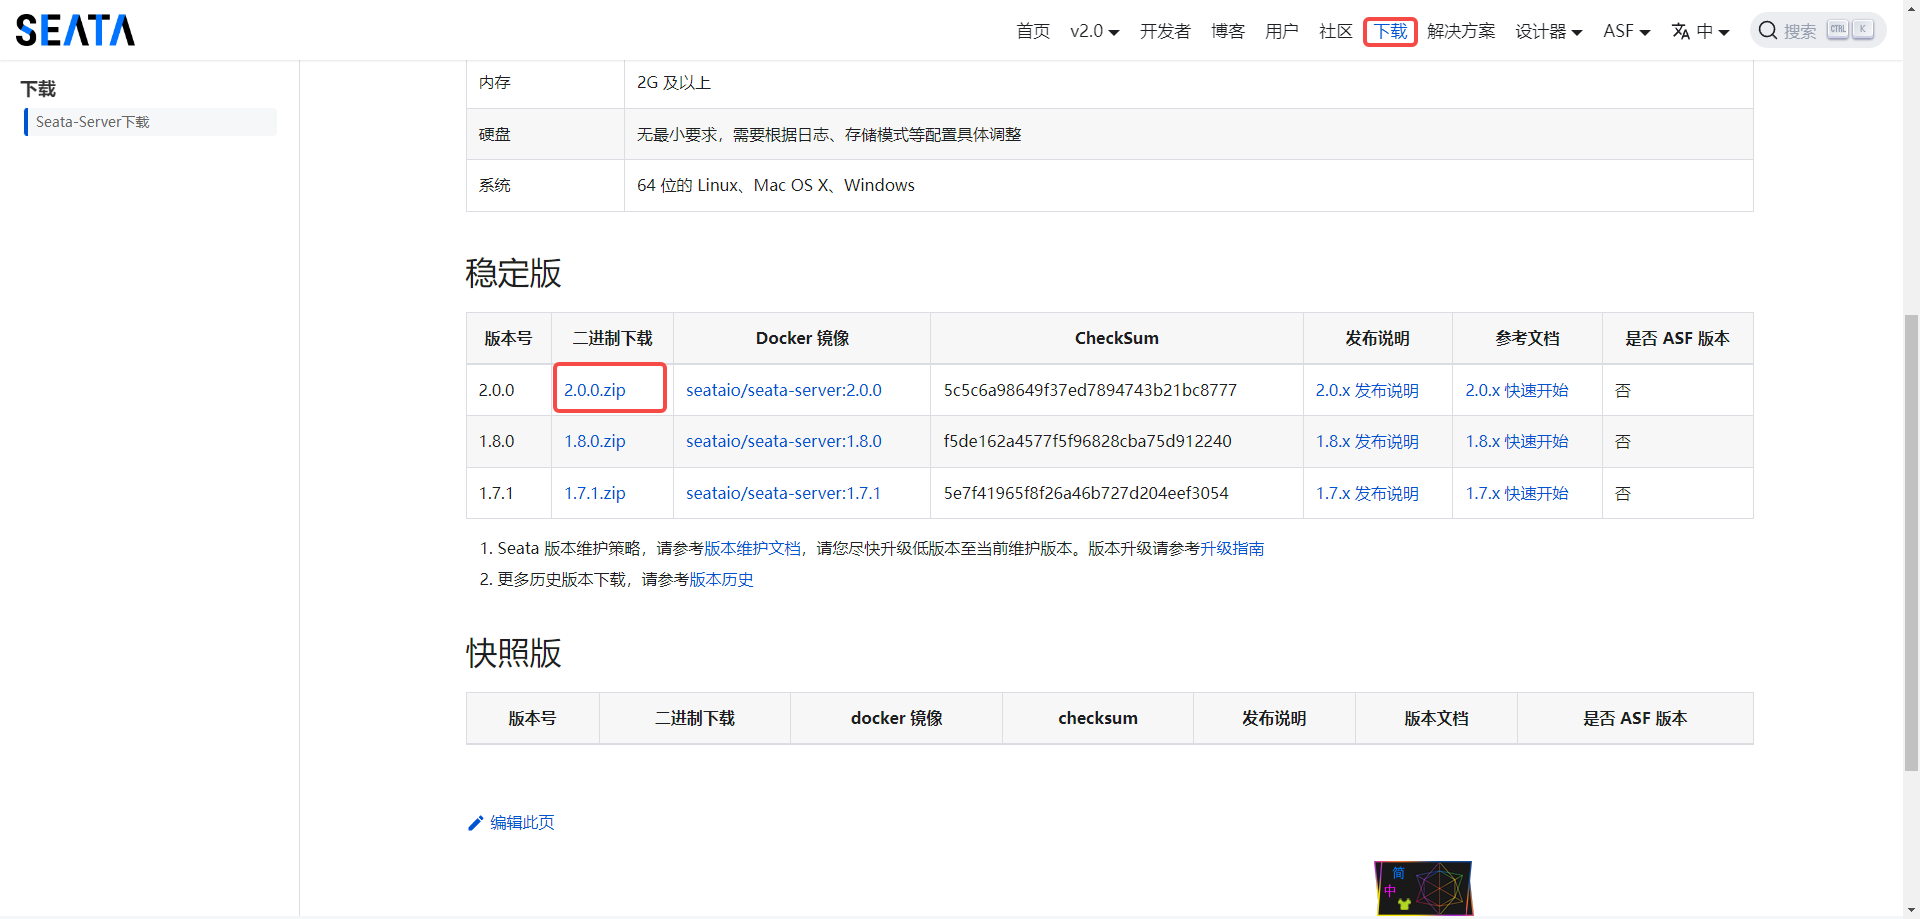 SEATA
首页 v2.0 开发者 博客 用户 社区 下载 解决方案 设计器 ASF 中 搜索 CTRL K
下载
Seata-Server下载
内存 2G 及以上
硬盘 无最小要求，需要根据日志、存储模式等配置具体调整
系统 64 位的 Linux、Mac OS X、Windows
稳定版
版本号 二进制下载 Docker 镜像 CheckSum 发布说明 参考文档 是否 ASF 版本
2.0.0 2.0.0.zip seataio/seata-server:2.0.0 5c5c6a98649f37ed7894743b21bc8777 2.0.x 发布说明 2.0.x 快速开始 否
1.8.0 1.8.0.zip seataio/seata-server:1.8.0 f5de162a4577f5f96828cba75d912240 1.8.x 发布说明 1.8.x 快速开始 否
1.7.1 1.7.1.zip seataio/seata-server:1.7.1 5e7f41965f8f26a46b727d204eef3054 1.7.x 发布说明 1.7.x 快速开始 否
1. Seata 版本维护策略，请参考版本维护文档，请您尽快升级低版本至当前维护版本。版本升级请参考升级指南
2. 更多历史版本下载，请参考版本历史
快照版
版本号 二进制下载 docker 镜像 checksum 发布说明 版本文档 是否 ASF 版本
编辑此页
简
中